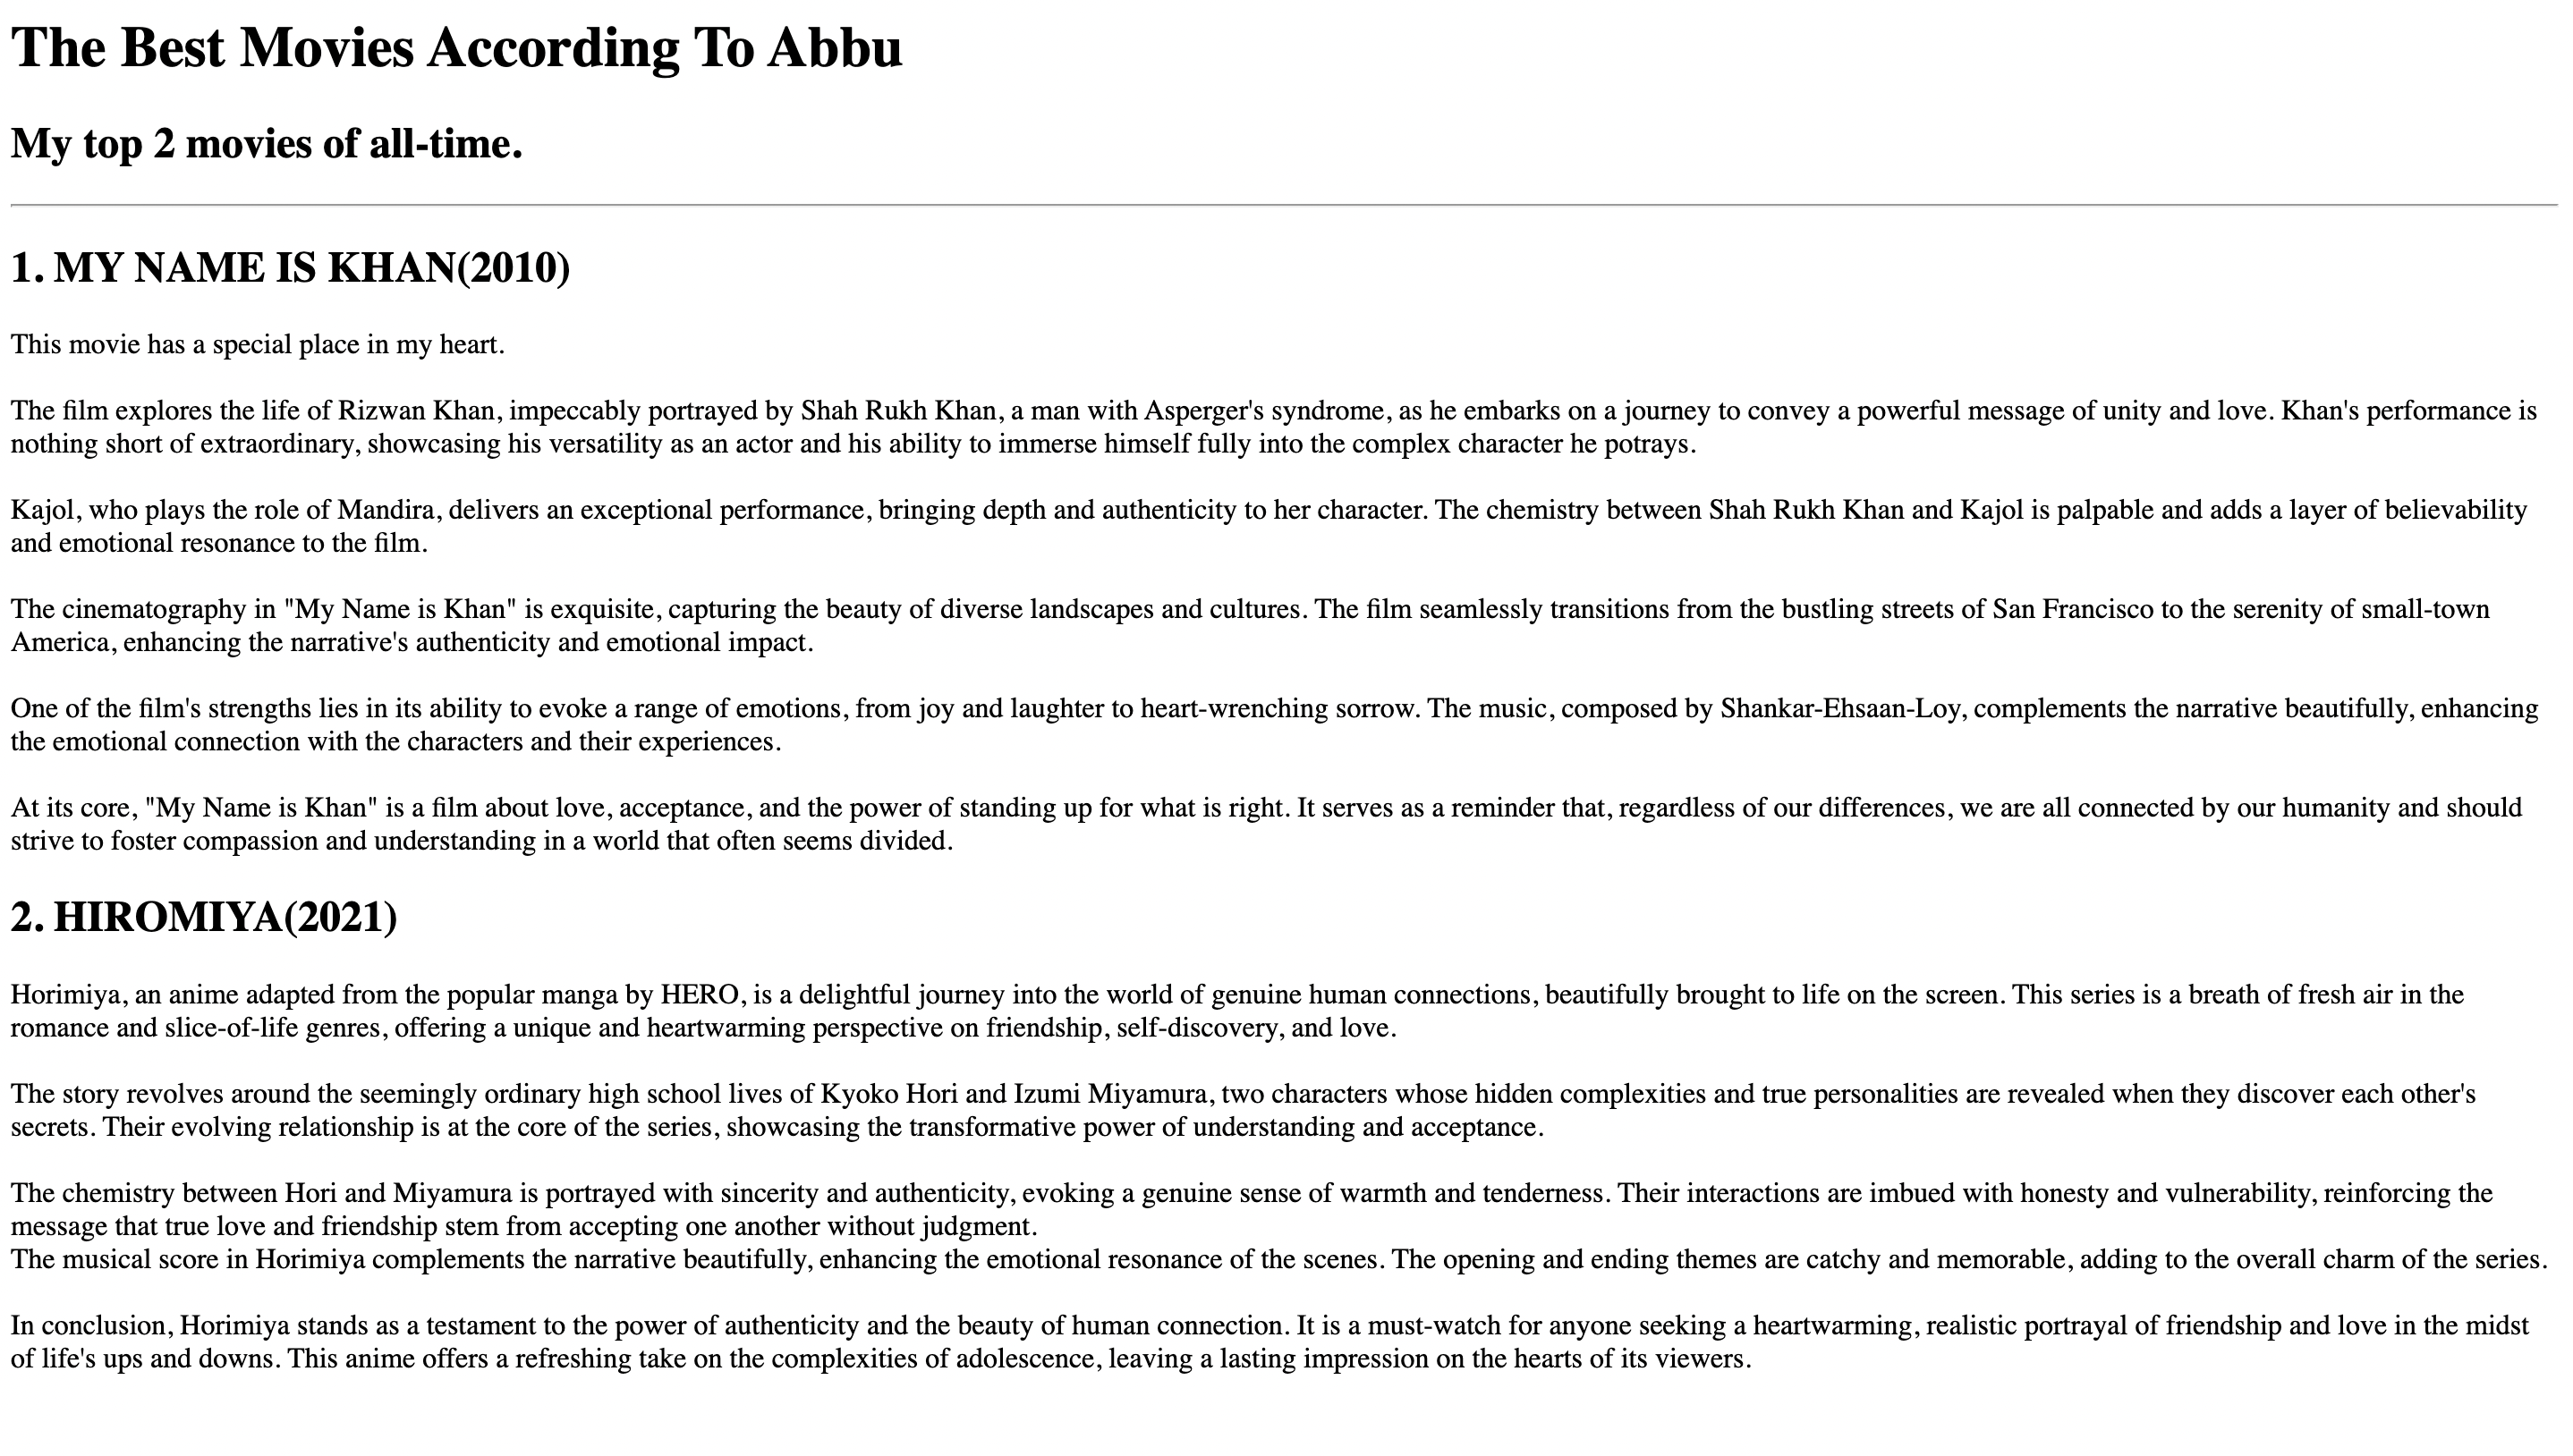 The Best Movies According To Abbu
My top 2 movies of all-time.
1. MY NAME IS KHAN(2010)
This movie has a special place in my heart.
The film explores the life of Rizwan Khan, impeccably portrayed by Shah Rukh Khan, a man with Asperger's syndrome, as he embarks on a journey to convey a powerful message of unity and love. Khan's performance is
nothing short of extraordinary, showcasing his versatility as an actor and his ability to immerse himself fully into the complex character he potrays.
Kajol, who plays the role of Mandira, delivers an exceptional performance, bringing depth and authenticity to her character. The chemistry between Shah Rukh Khan and Kajol is palpable and adds a layer of believability
and emotional resonance to the film.
The cinematography in "My Name is Khan" is exquisite, capturing the beauty of diverse landscapes and cultures. The film seamlessly transitions from the bustling streets of San Francisco to the serenity of small-town
America, enhancing the narrative's authenticity and emotional impact.
One of the film's strengths lies in its ability to evoke a range of emotions, from joy and laughter to heart-wrenching sorrow. The music, composed by Shankar-Ehsaan-Loy, complements the narrative beautifully, enhancing
the emotional connection with the characters and their experiences.
At its core, "My Name is Khan" is a film about love, acceptance, and the power of standing up for what is right. It serves as a reminder that, regardless of our differences, we are all connected by our humanity and should
strive to foster compassion and understanding in a world that often seems divided.
2. HIROMIYA(2021)
Horimiya, an anime adapted from the popular manga by HERO, is a delightful journey into the world of genuine human connections, beautifully brought to life on the screen. This series is a breath of fresh air in the
romance and slice-of-life genres, offering a unique and heartwarming perspective on friendship, self-discovery, and love.
The story revolves around the seemingly ordinary high school lives of Kyoko Hori and Izumi Miyamura, two characters whose hidden complexities and true personalities are revealed when they discover each other's
secrets. Their evolving relationship is at the core of the series, showcasing the transformative power of understanding and acceptance.
The chemistry between Hori and Miyamura is portrayed with sincerity and authenticity, evoking a genuine sense of warmth and tenderness. Their interactions are imbued with honesty and vulnerability, reinforcing the
message that true love and friendship stem from accepting one another without judgment.
The musical score in Horimiya complements the narrative beautifully, enhancing the emotional resonance of the scenes. The opening and ending themes are catchy and memorable, adding to the overall charm of the series.
In conclusion, Horimiya stands as a testament to the power of authenticity and the beauty of human connection. It is a must-watch for anyone seeking a heartwarming, realistic portrayal of friendship and love in the midst
of life's ups and downs. This anime offers a refreshing take on the complexities of adolescence, leaving a lasting impression on the hearts of its viewers.